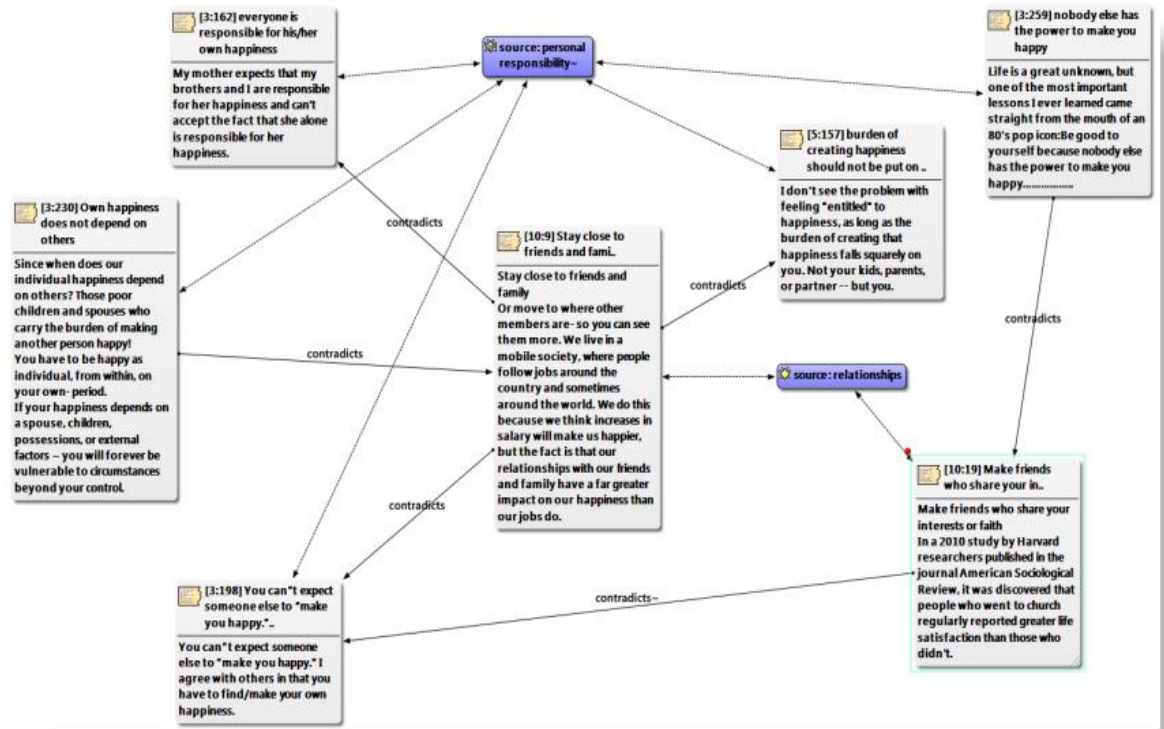 [3:162] everyone is
responsible for his/her
own happiness
My mother expects that my
brothers and I are responsible
for her happiness and can't
accept the fact that she alone
is responsible for her
happiness.
source: personal
responsibility~
[3:259] nobody else has
the power to make you
happy
Life is a great unknown, but
one of the most important
lessons I ever learned came
straight from the mouth of an
80's pop icon:Be good to
yourself because nobody else
has the power to make you
happy..................
[5:157] burden of
creating happiness
should not be put on ..
I don't see the problem with
feeling "entitled" to
happiness, as long as the
burden of creating that
happiness falls squarely on
you. Not your kids, parents,
or partner -- but you.
[3:230] Own happiness
does not depend on
others
Since when does our
individual happiness depend
on others? Those poor
children and spouses who
carry the burden of making
another person happy!
You have to be happy as
individual, from within, on
your own- period.
If your happiness depends on
a spouse, children,
possessions, or external
factors – you will forever be
vulnerable to circumstances
beyond your control.
contradicts
[10:9] Stay close to
friends and fami..
Stay close to friends and
family
Or move to where other
members are- so you can see
them more. We live in a
mobile society, where people
follow jobs around the
country and sometimes
around the world. We do this
because we think increases in
salary will make us happier,
but the fact is that our
relationships with our friends
and family have a far greater
impact on our happiness than
our jobs do.
contradicts
contradicts
contradicts
source: relationships
contradicts
[10:19] Make friends
who share your in..
Make friends who share your
interests or faith
In a 2010 study by Harvard
researchers published in the
journal American Sociological
Review, it was discovered that
people who went to church
regularly reported greater life
satisfaction than those who
didn't.
contradicts~
[3:198] You can"t expect
someone else to "make
you happy."..
You can"t expect someone
else to "make you happy." I
agree with others in that you
have to find/make your own
happiness.